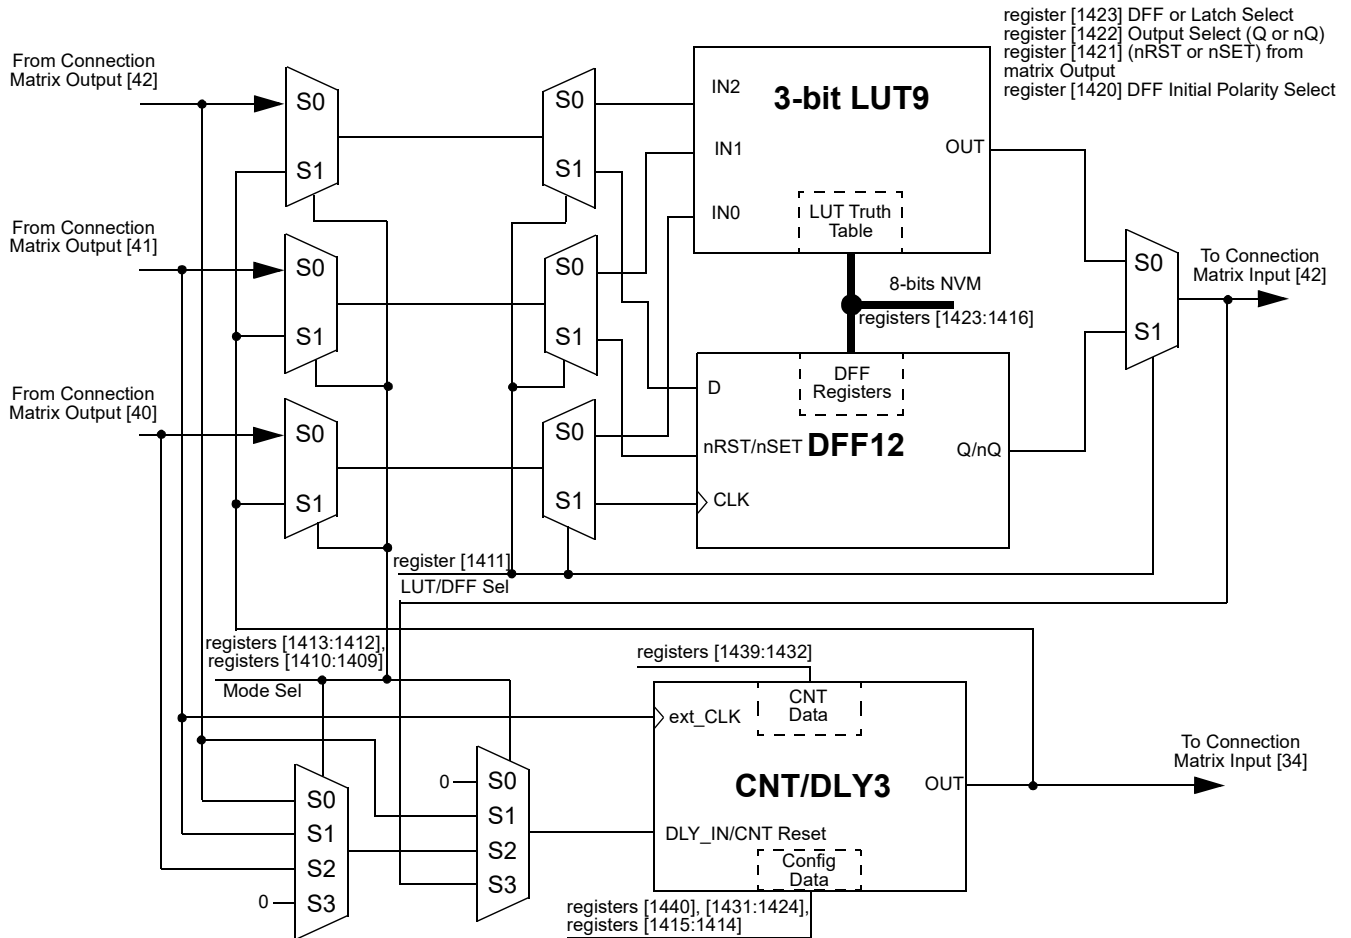 register [1423] DFF or Latch Select
register [1422] Output Select (Q or nQ)
register [1421] (nRST or nSET) from
matrix Output
register [1420] DFF Initial Polarity Select
From Connection
Matrix Output [42]
S0
S1
S0
S1
IN2
3-bit LUT9
IN1
OUT
IN0
LUT Truth
Table
From Connection
Matrix Output [41]
S0
S1
S0
S1
8-bits NVM
registers [1423:1416]
S0
S1
To Connection
Matrix Input [42]
From Connection
Matrix Output [40]
S0
S1
S0
S1
D
DFF
Registers
nRST/nSET
DFF12
Q/nQ
CLK
register [1411]
LUT/DFF Sel
registers [1413:1412],
registers [1410:1409]
Mode Sel
registers [1439:1432]
CNT
Data
ext_CLK
CNT/DLY3
OUT
To Connection
Matrix Input [34]
0
S0
S1
S2
S3
S0
S1
S2
0
S3
DLY_IN/CNT Reset
Config
Data
registers [1440], [1431:1424],
registers [1415:1414]